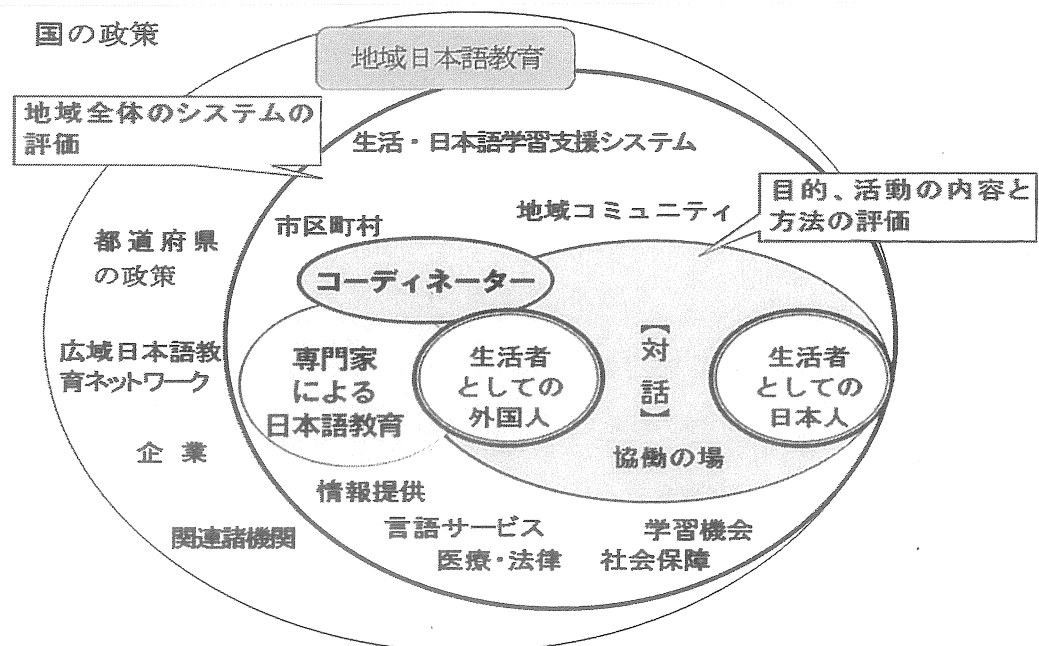 国の政策
地域日本語教育
地域全体のシステムの
評価
生活・日本語学習支援システム
目的、活動の内容と
方法の評価
地域コミュニティ
市区町村
都道府県
の政策
コーディネーター
広域日本語教
育ネットワーク
専門家
による
日本語教育
生活者
としての
外国人
【対話】
生活者
としての
日本人
企業
協働の場
情報提供
関連諸機関
言語サービス
学習機会
医療・法律
社会保障